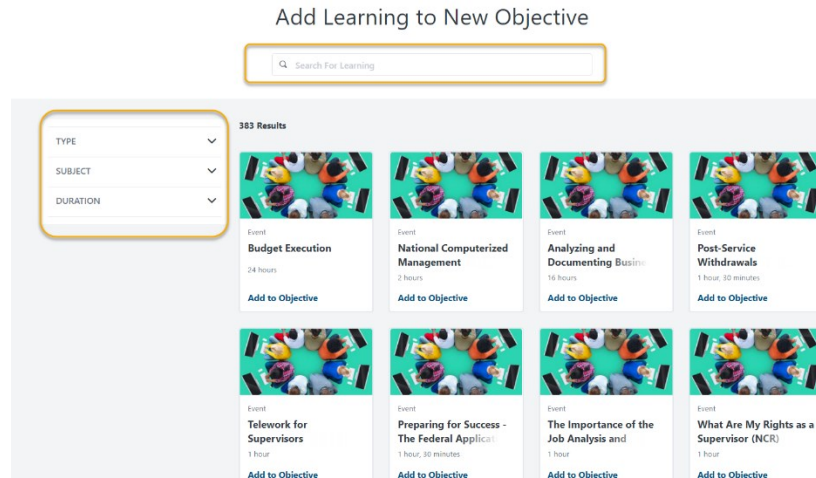 Add Learning to New Objective
Search For Learning
TYPE
SUBJECT
DURATION
383 Results
Event
Budget Execution
24 hours
Add to Objective
Event
National Computerized
Management
2 hours
Add to Objective
Event
Analyzing and
Documenting Busin
16 hours
Add to Objective
Event
Post-Service
Withdrawals
1 hour, 30 minutes
Add to Objective
Event
Telework for
Supervisors
1 hour
Add to Objective
Event
Preparing for Success -
The Federal Applicat
1 hour, 30 minutes
Add to Objective
Event
The Importance of the
Job Analysis and
1 hour
Add to Objective
Event
What Are My Rights as a
Supervisor (NCR)
1 hour
Add to Objective